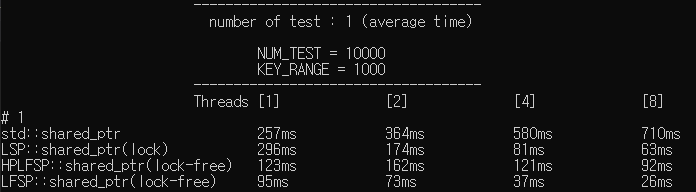 ------------------------------------
number of test : 1 (average time)
NUM_TEST = 10000
KEY_RANGE = 1000
------------------------------------
Threads [1] [2] [4] [8]
# 1
std::shared_ptr 257ms 364ms 580ms 710ms
LSP::shared_ptr(lock) 296ms 174ms 81ms 63ms
HPLFSP::shared_ptr(lock-free) 123ms 162ms 121ms 92ms
LFSP::shared_ptr(lock-free) 95ms 73ms 37ms 26ms